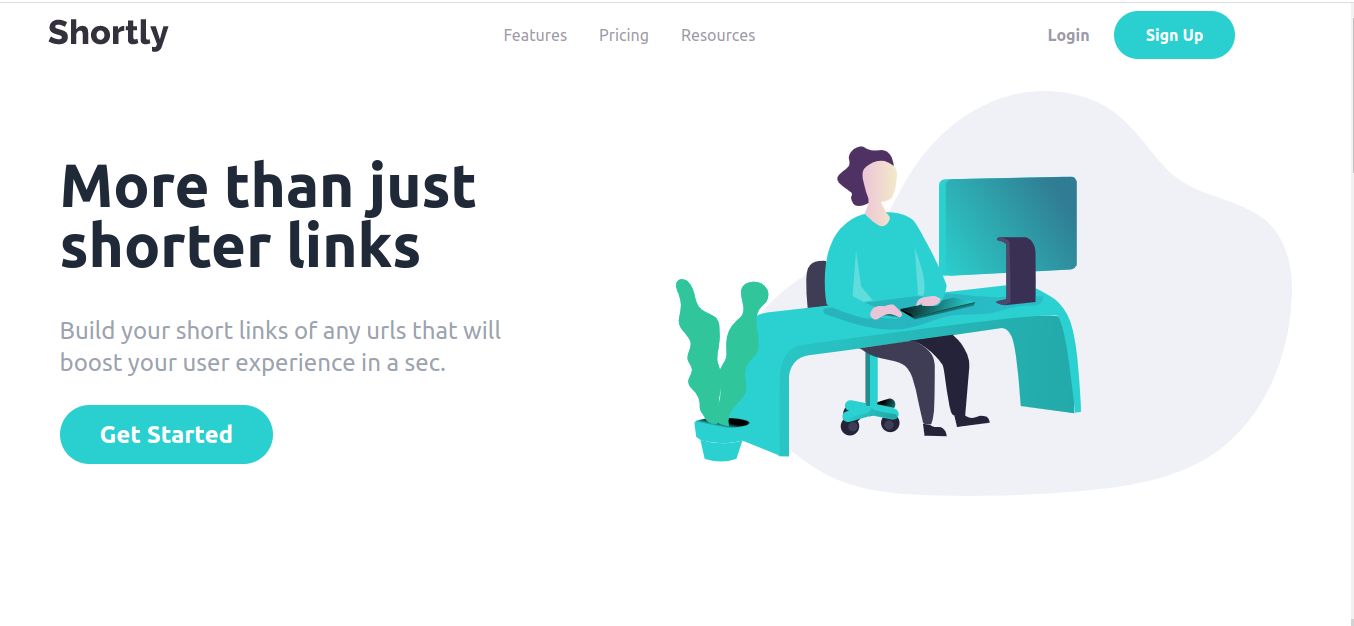 Shortly
Features
Pricing
Resources
Login
Sign Up
More than just
shorter links
Build your short links of any urls that will
boost your user experience in a sec.
Get Started